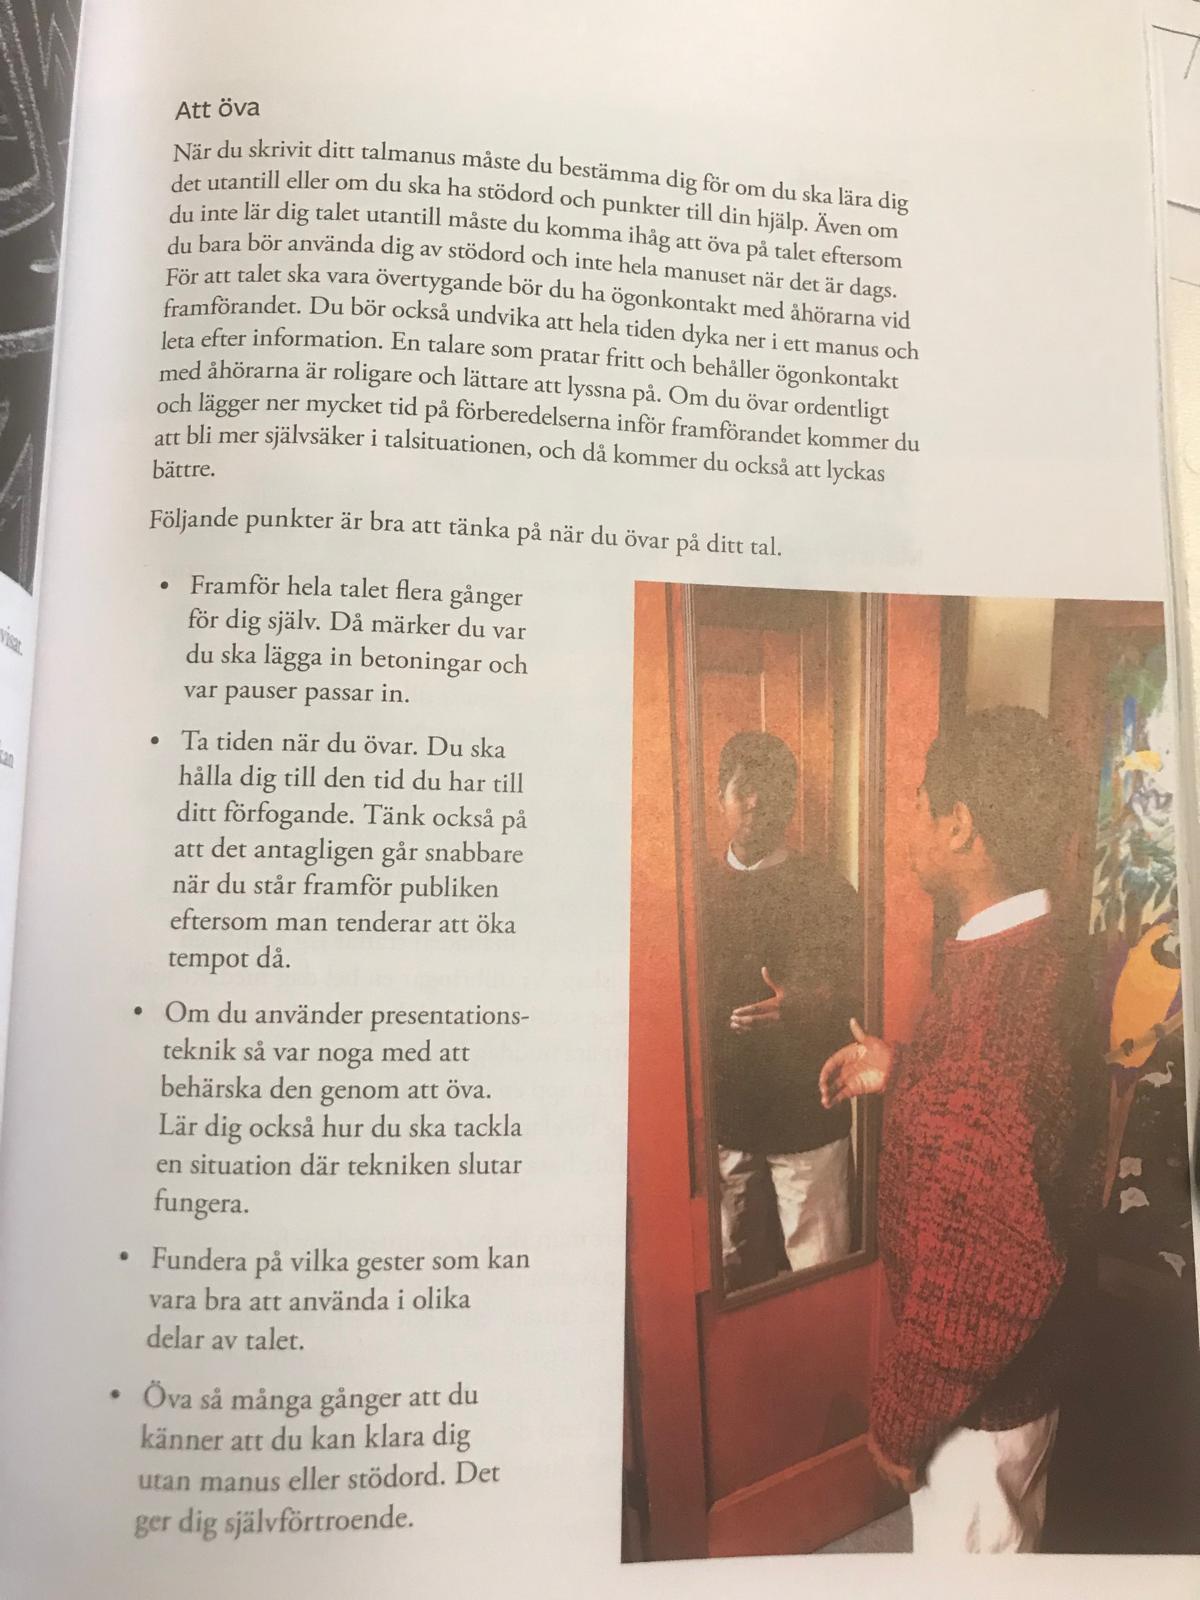 Att öva
När du skrivit ditt talmanus måste du bestämma dig för om du ska lära dig
det utantill eller om du ska ha stödord och punkter till din hjälp. Även om
du inte lär dig talet utantill måste du komma ihåg att öva på talet eftersom
du bara bör använda dig av stödord och inte hela manuset när det är dags.
För att talet ska vara övertygande bör du ha ögonkontakt med åhörarna vid
framförandet. Du bör också undvika att hela tiden dyka ner i ett manus och
leta efter information. En talare som pratar fritt och behåller ögonkontakt
med åhörarna är roligare och lättare att lyssna på. Om du övar ordentligt
och lägger ner mycket tid på förberedelserna inför framförandet kommer du
att bli mer självsäker i talsituationen, och då kommer du också att lyckas
bättre.
Följande punkter är bra att tänka på när du övar på ditt tal.
• Framför hela talet flera gånger
för dig själv. Då märker du var
du ska lägga in betoningar och
var pauser passar in.
• Ta tiden när du övar. Du ska
hålla dig till den tid du har till
ditt förfogande. Tänk också på
att det antagligen går snabbare
när du står framför publiken
eftersom man tenderar att öka
tempot då.
• Om du använder presentations-
teknik så var noga med att
behärska den genom att öva.
Lär dig också hur du ska tackla
en situation där tekniken slutar
fungera.
• Fundera på vilka gester som kan
vara bra att använda i olika
delar av talet.
• Öva så många gånger att du
känner att du kan klara dig
utan manus eller stödord. Det
ger dig självförtroende.